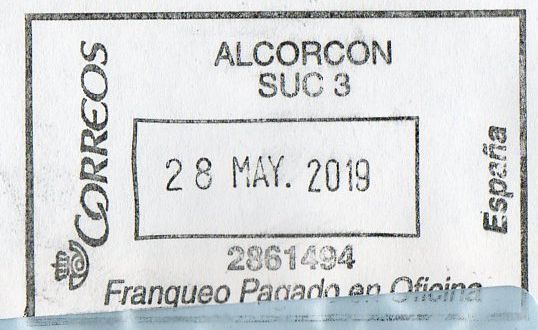 CORREOS
ALCORCON
SUC 3
28 MAY. 2019
España
2861494
Franqueo Pagado en Oficina